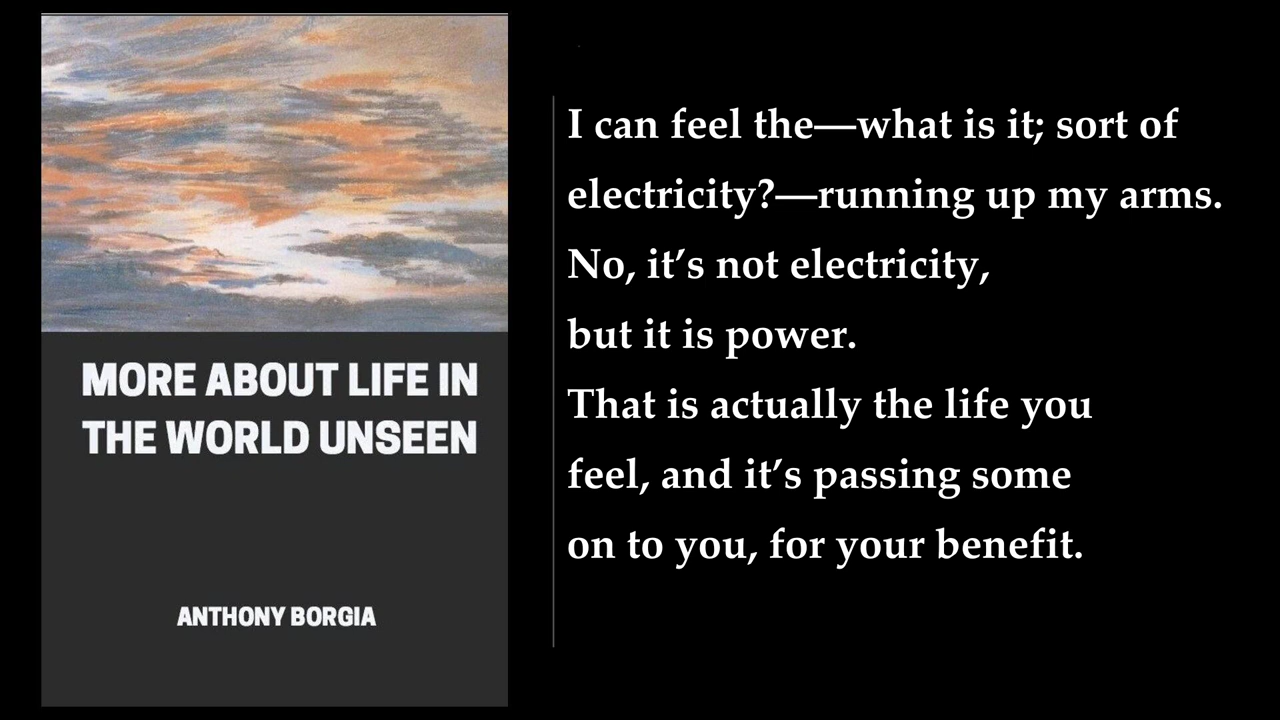 MORE ABOUT LIFE IN
THE WORLD UNSEEN
ANTHONY BORGIA
I can feel the—what is it; sort of
electricity?—running up my arms.
No, it’s not electricity,
but it is power.
That is actually the life you
feel, and it’s passing some
on to you, for your benefit.